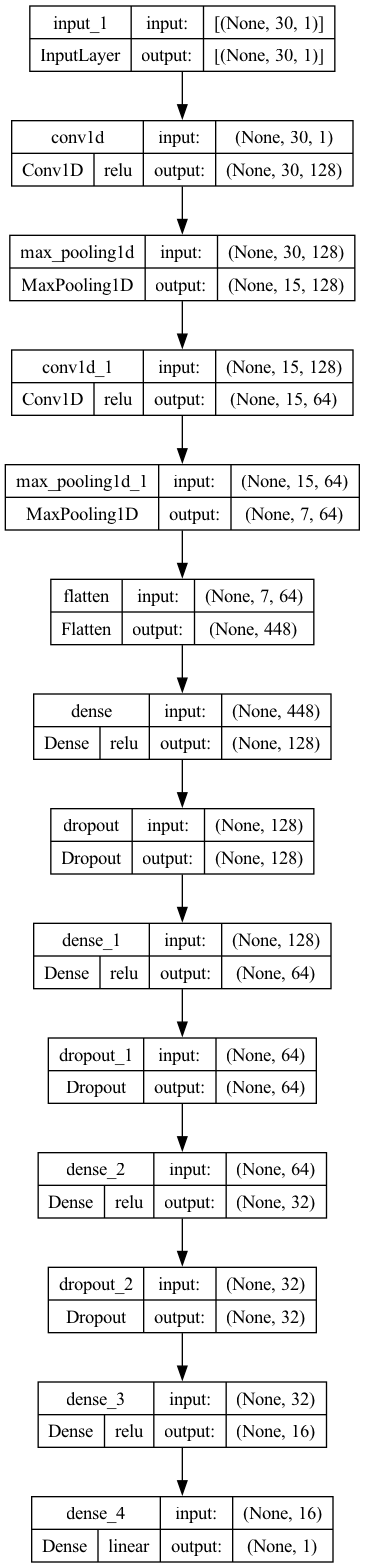 input_1 input: [(None, 30, 1)]
InputLayer output: [(None, 30, 1)]
conv1d input: (None, 30, 1)
Conv1D relu output: (None, 30, 128)
max_pooling1d input: (None, 30, 128)
MaxPooling1D output: (None, 15, 128)
conv1d_1 input: (None, 15, 128)
Conv1D relu output: (None, 15, 64)
max_pooling1d_1 input: (None, 15, 64)
MaxPooling1D output: (None, 7, 64)
flatten input: (None, 7, 64)
Flatten output: (None, 448)
dense input: (None, 448)
Dense relu output: (None, 128)
dropout input: (None, 128)
Dropout output: (None, 128)
dense_1 input: (None, 128)
Dense relu output: (None, 64)
dropout_1 input: (None, 64)
Dropout output: (None, 64)
dense_2 input: (None, 64)
Dense relu output: (None, 32)
dropout_2 input: (None, 32)
Dropout output: (None, 32)
dense_3 input: (None, 32)
Dense relu output: (None, 16)
dense_4 input: (None, 16)
Dense linear output: (None, 1)